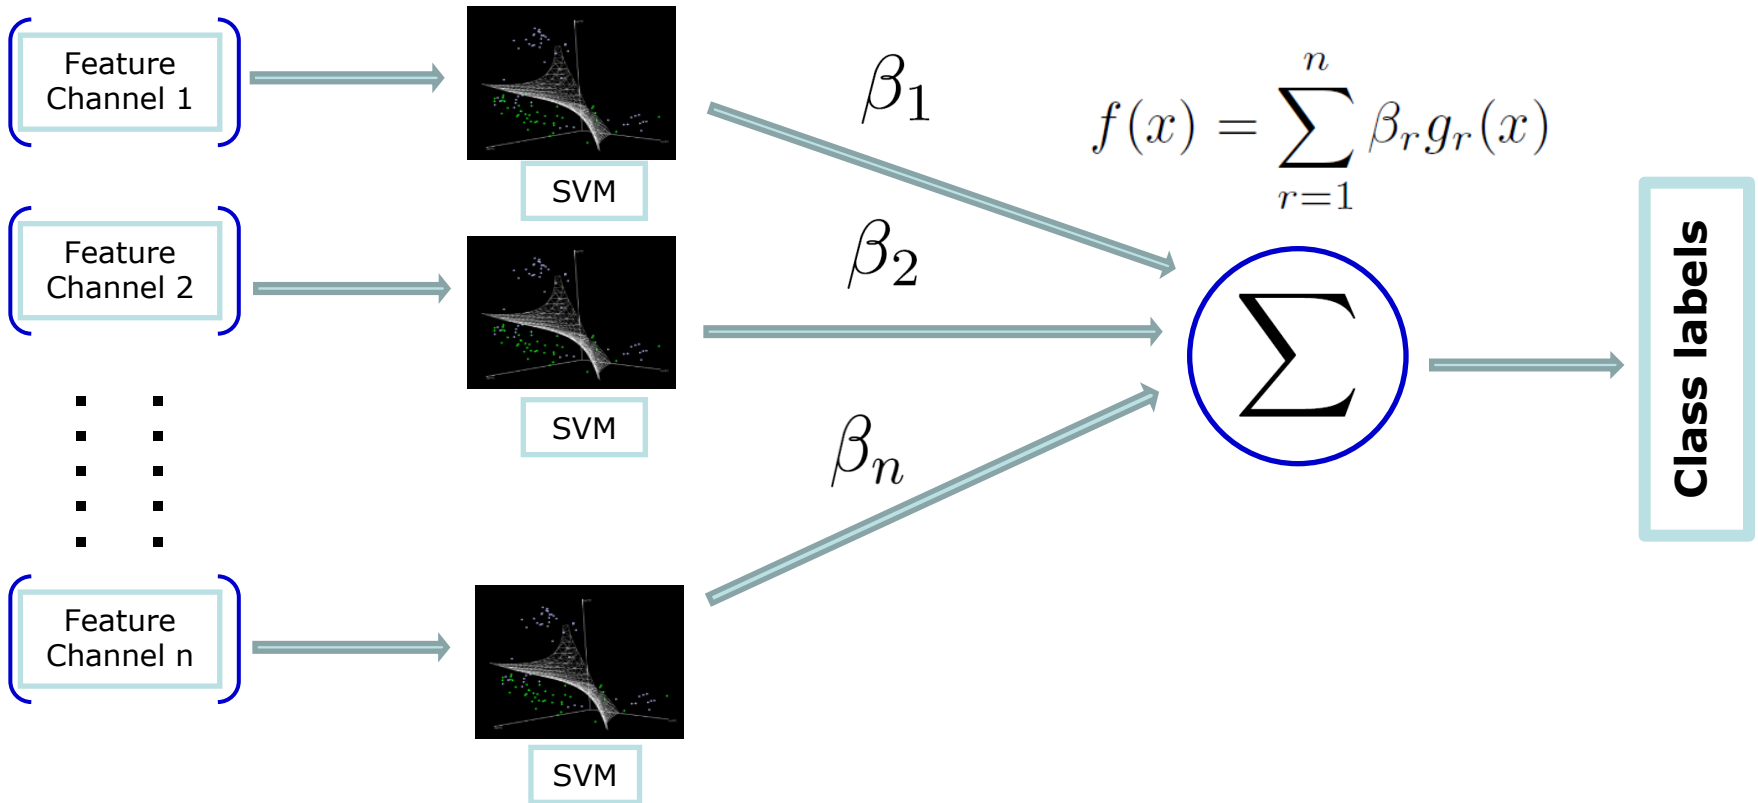 Feature
Channel 1
SVM
β₁
f(x) = ∑_{r=1}^{n} β_r g_r(x)
Feature
Channel 2
SVM
β₂
∑
Class labels
βₙ
Feature
Channel n
SVM